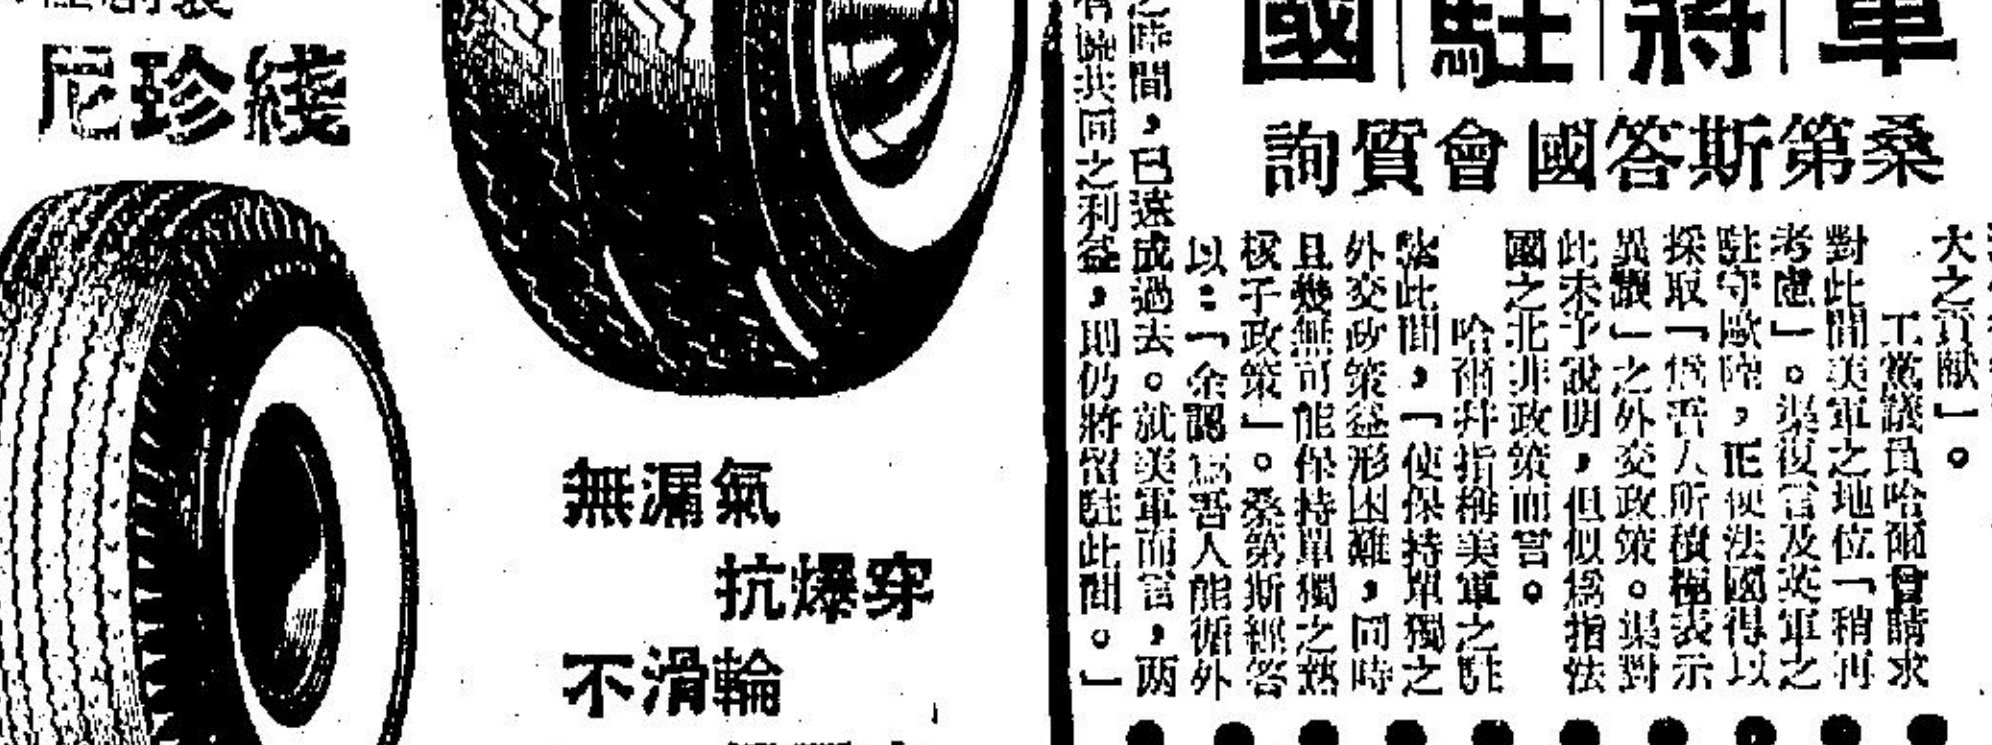 軍將駐國
桑第斯答國會質詢
大之貢獻」。
工黨議員哈爾曾請求
對此間美軍之地位「稍再
考慮」。渠復言及英軍之
駐守歐陸，正使法國得以
採取「爲吾人所積極表示
異議」之外交政策。渠對
此未予說明，但似爲指法
國之北非政策而言。
哈爾幷指稱美軍之駐
紮此間，「使保持單獨之
外交政策益形困難，同時
且幾無可能保持單獨之熱
核子政策」。桑第斯經答
以：「余認爲吾人能循外
間，已遠成過去。就美軍而言，两
共同之利益，則仍將留駐此間。」
尼珍綫
無漏氣
抗爆穿
不滑輪